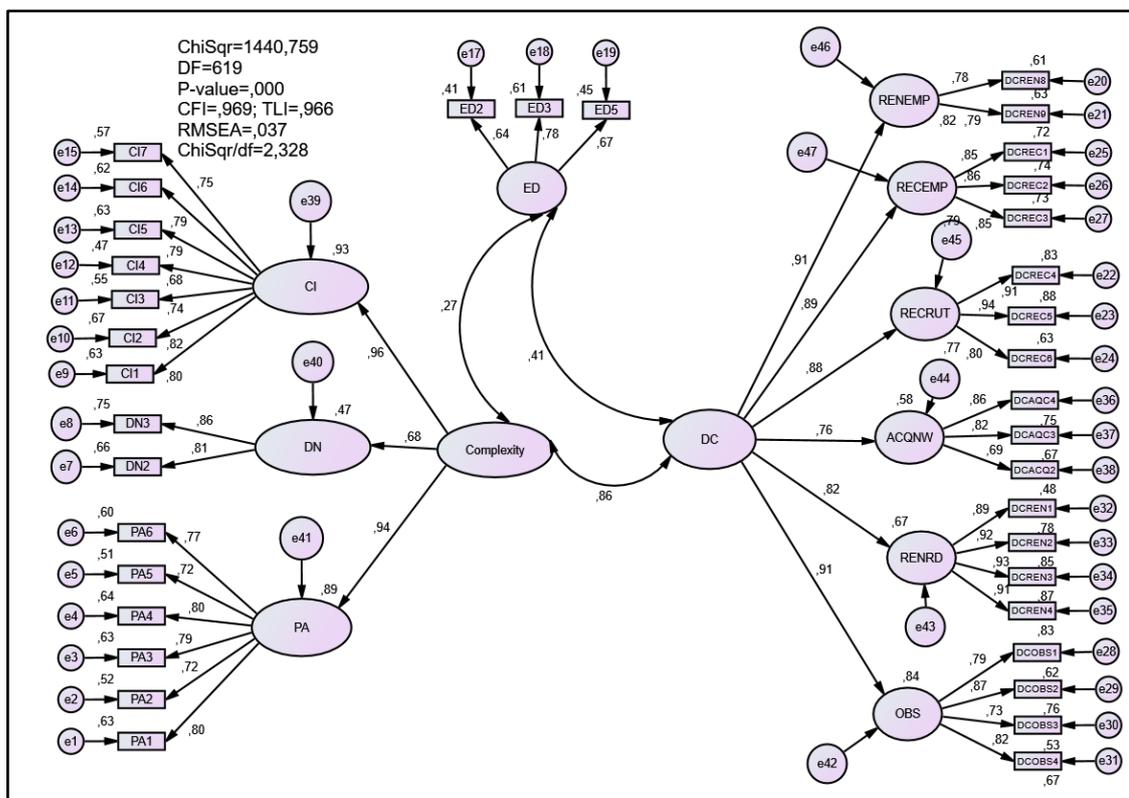 ChiSqr=1440,759
DF=619
P-value=,000
CFI=,969; TLI=,966
RMSEA=,037
ChiSqr/df=2,328
e17
e18
e19
,41
,61
,45
ED2
ED3
ED5
,64
,78
,67
ED
e15
,57
CI7
,75
e14
,62
CI6
,79
e13
,63
CI5
,79
e12
,47
CI4
,68
e11
,55
CI3
,74
e10
,67
CI2
,82
e9
,63
CI1
,80
e39
,93
CI
e40
,47
DN
e8
,75
DN3
,86
e7
,66
DN2
,81
e6
,60
PA6
,77
e5
,51
PA5
,72
e4
,64
PA4
,80
e3
,63
PA3
,79
e2
,52
PA2
,72
e1
,63
PA1
,80
e41
,89
PA
,96
,68
,94
Complexity
,27
,41
,86
DC
,91
,89
,88
,76
,82
,91
e46
RENEMP
,82
,78
,61
DCREN8
e20
,79
,63
DCREN9
e21
e47
RECEMP
,79
,85
,72
DCREC1
e25
,86
,74
DCREC2
e26
,85
,73
DCREC3
e27
e45
RECRUT
,77
,91
,83
DCREC4
e22
,94
,88
DCREC5
e23
,80
,63
DCREC6
e24
e44
,58
ACQNW
,86
DCAQC4
e36
,82
,75
DCAQC3
e37
,69
,67
DCACQ2
e38
,67
RENRD
e43
,89
,48
DCREN1
e32
,92
,78
DCREN2
e33
,93
,85
DCREN3
e34
,91
,87
DCREN4
e35
,84
OBS
e42
,79
,83
DCOBS1
e28
,87
,62
DCOBS2
e29
,73
,76
DCOBS3
e30
,82
,53
DCOBS4
e31
,67